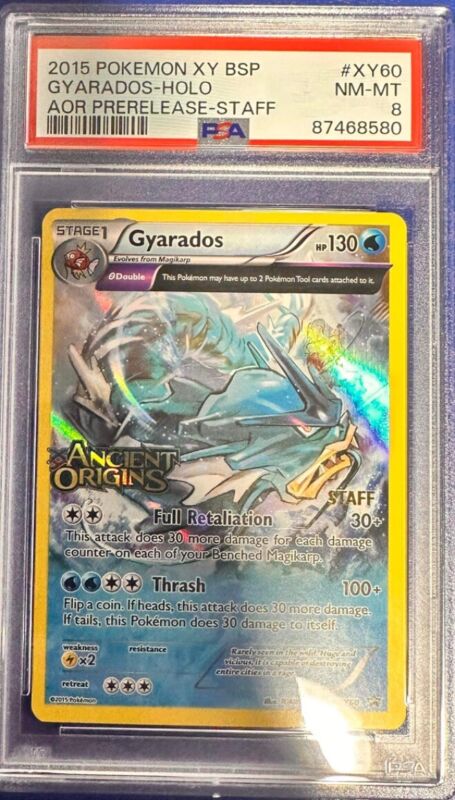 2015 POKEMON XY BSP #XY60
GYARADOS-HOLO NM-MT
AOR PRERELEASE-STAFF 8
PSA 87468580
STAGE 1 Gyarados HP 130
Evolves from Magikarp
θ Double This Pokémon may have up to 2 Pokémon Tool cards attached to it.
ANCIENT
ORIGINS
STAFF
Full Retaliation 30+
This attack does 30 more damage for each damage
counter on each of your Benched Magikarp.
Thrash 100+
Flip a coin. If heads, this attack does 30 more damage.
If tails, this Pokémon does 30 damage to itself.
weakness resistance
×2
retreat
Rarely seen in the wild. Huge and
vicious, it is capable of destroying
entire cities in a rage.
©2015 Pokémon
PSA